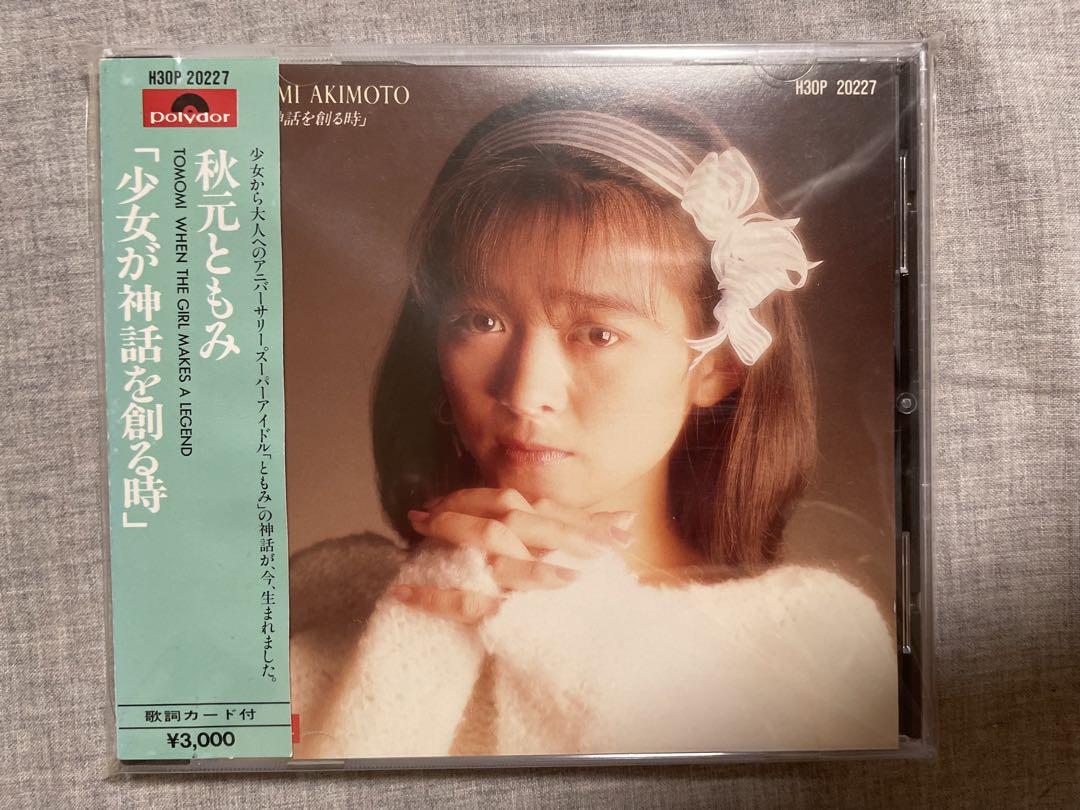 H30P 20227
polydor
秋元ともみ
TOMOMI WHEN THE GIRL MAKES A LEGEND
「少女が神話を創る時」
少女から大人へのアニバーサリー。スーパーアイドル「ともみ」の神話が、今、生まれました。
歌詞カード付
¥3,000
MI AKIMOTO
神話を創る時」
H30P 20227